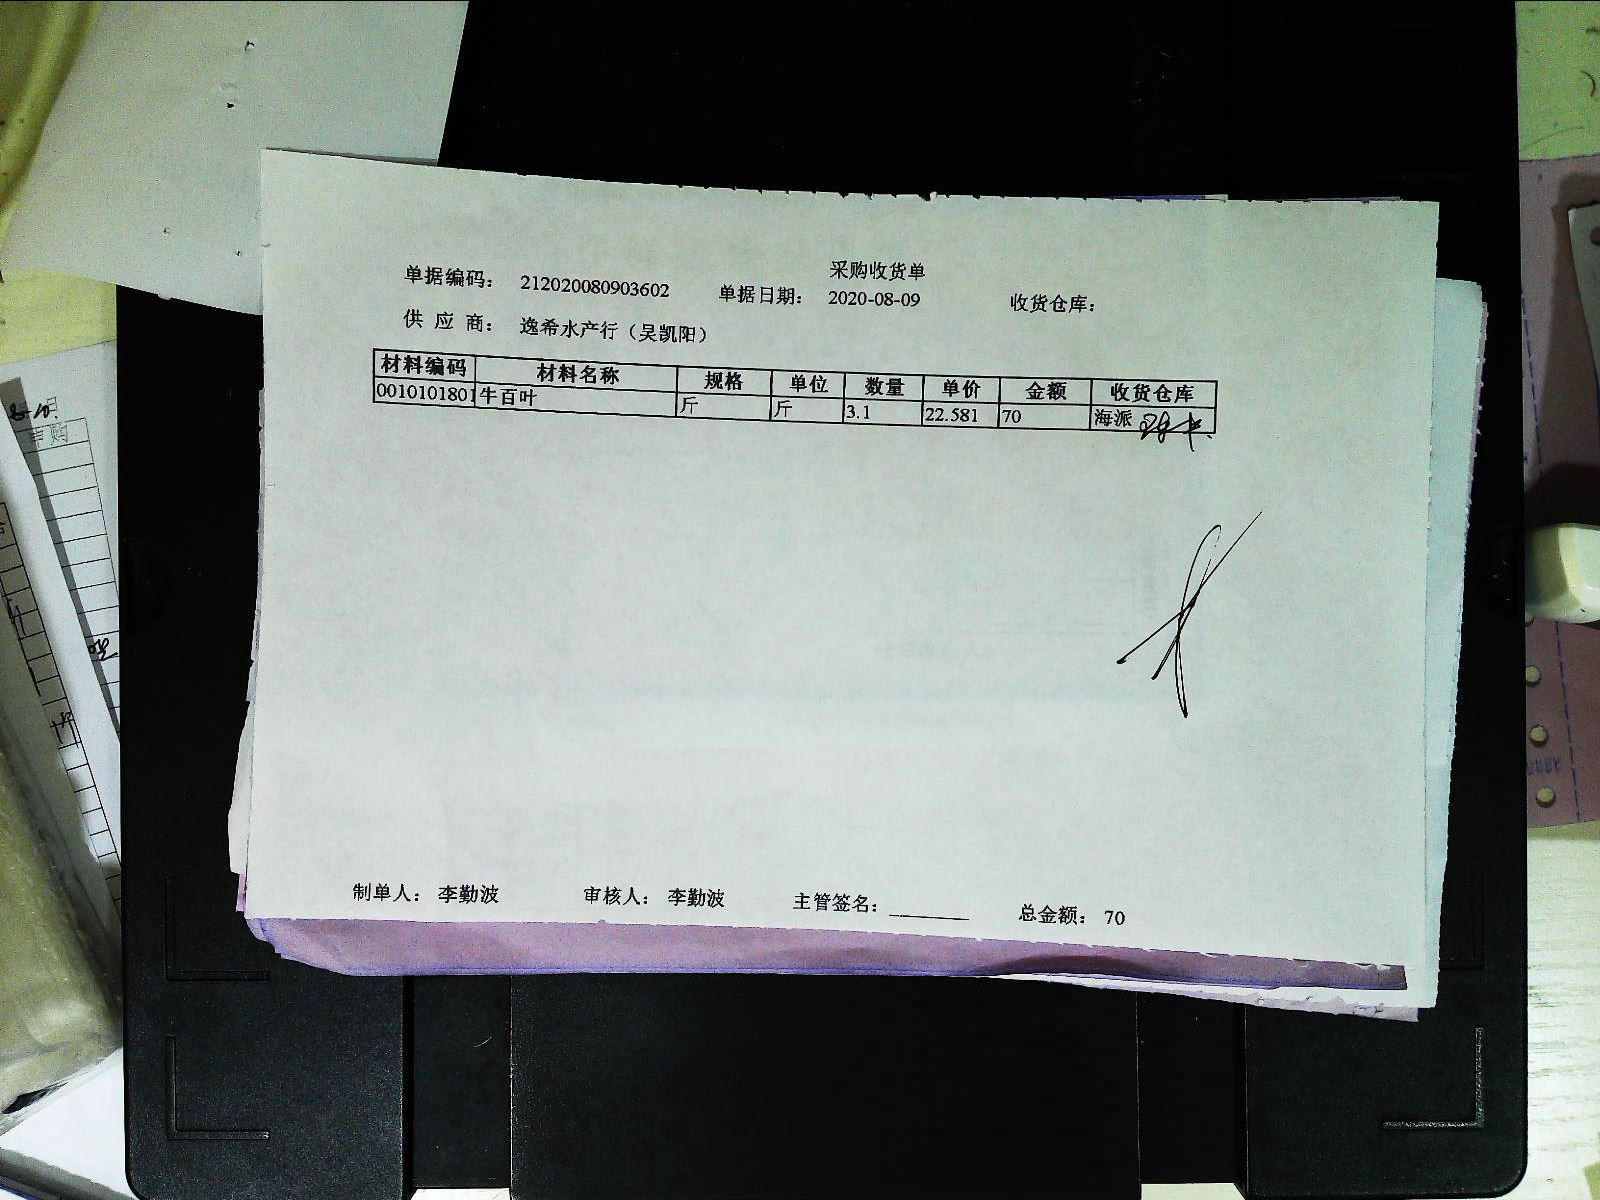 采购收货单
单据编码： 212020080903602 单据日期： 2020-08-09 收货仓库：
供 应 商： 逸希水产行（吴凯阳）
材料编码 材料名称 规格 单位 数量 单价 金额 收货仓库
0010101801 牛百叶 斤 斤 3.1 22.581 70 海派
制单人： 李勤波 审核人： 李勤波 主管签名： 总金额： 70